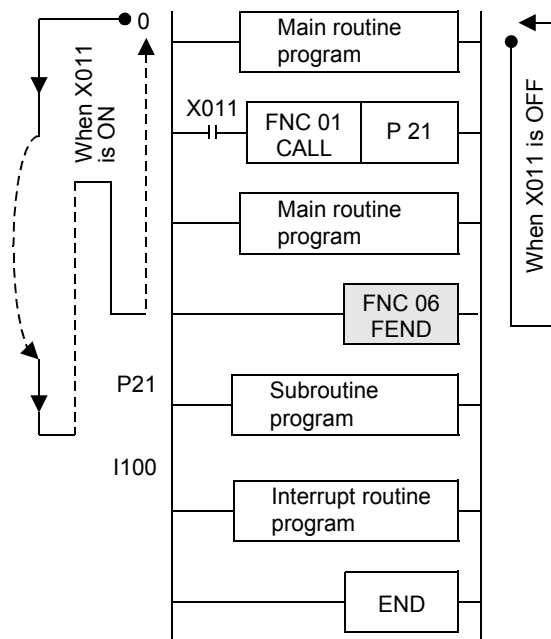 0
Main routine
program
When X011
is ON
When X011 is OFF
X011
FNC 01
CALL
P 21
Main routine
program
FNC 06
FEND
P21
Subroutine
program
I100
Interrupt routine
program
END